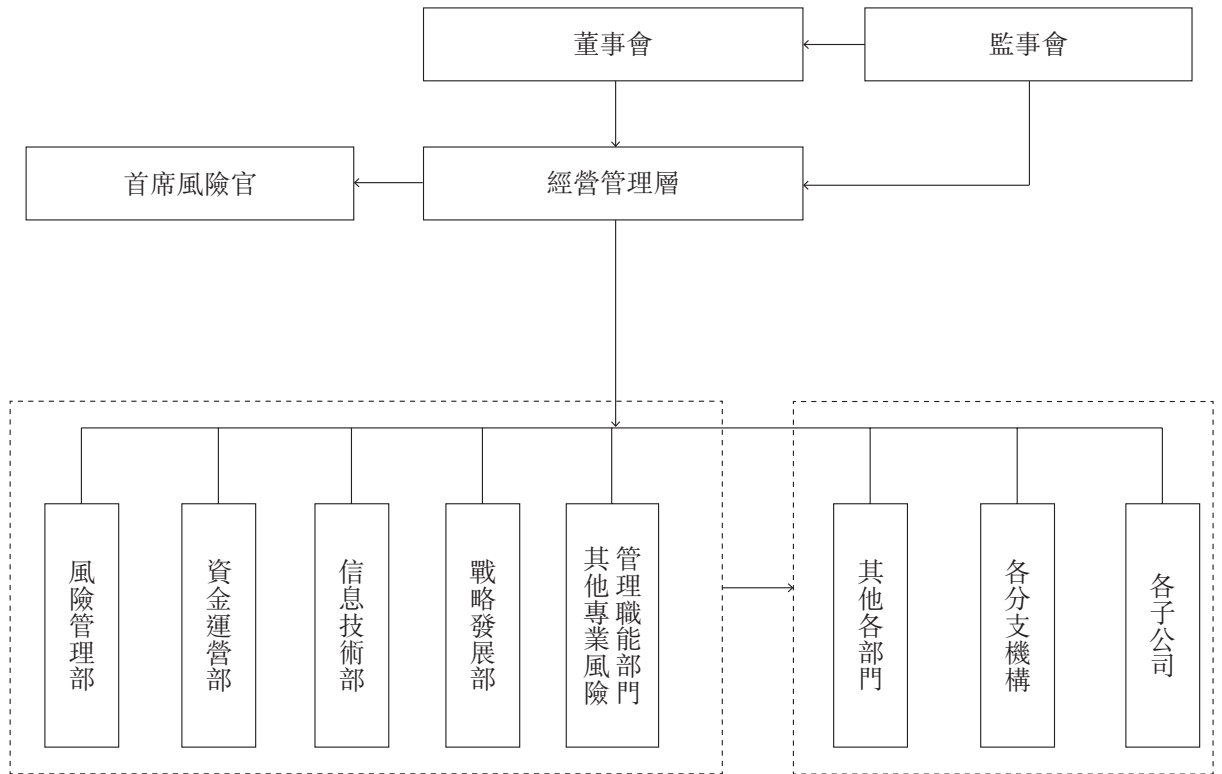 董事會
監事會
首席風險官
經營管理層
風險管理部
資金運營部
信息技術部
戰略發展部
其他專業風險
管理職能部門
其他各部門
各分支機構
各子公司